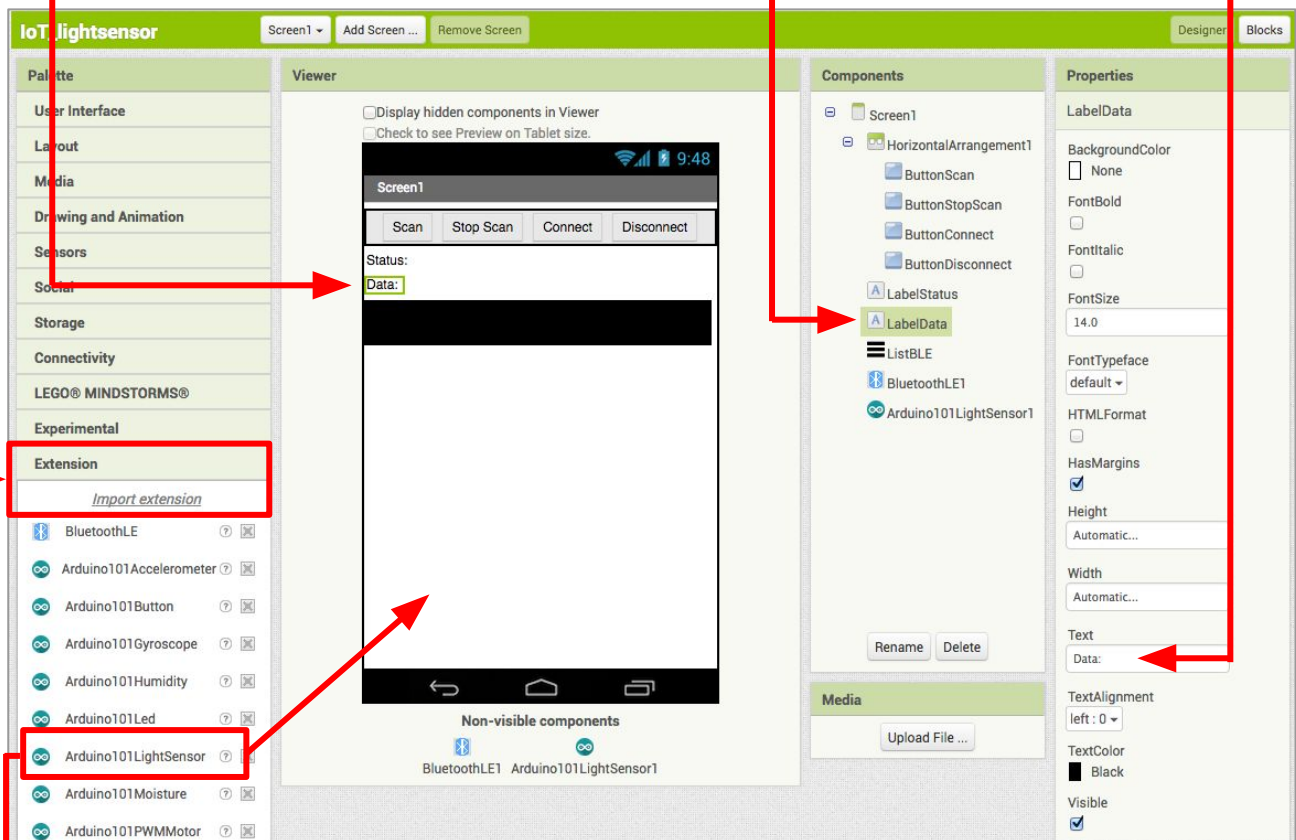 IoT_lightsensor
Screen1
Add Screen ...
Remove Screen
Designer
Blocks
Palette
User Interface
Layout
Media
Drawing and Animation
Sensors
Social
Storage
Connectivity
LEGO® MINDSTORMS®
Experimental
Extension
Import extension
BluetoothLE ?
Arduino101Accelerometer ?
Arduino101Button ?
Arduino101Gyroscope ?
Arduino101Humidity ?
Arduino101Led ?
Arduino101LightSensor ?
Arduino101Moisture ?
Arduino101PWMMotor ?
Viewer
Display hidden components in Viewer
Check to see Preview on Tablet size.
9:48
Screen1
Scan
Stop Scan
Connect
Disconnect
Status:
Data:
Non-visible components
BluetoothLE1
Arduino101LightSensor1
Components
Screen1
HorizontalArrangement1
ButtonScan
ButtonStopScan
ButtonConnect
ButtonDisconnect
A LabelStatus
A LabelData
ListBLE
BluetoothLE1
Arduino101LightSensor1
Rename
Delete
Media
Upload File ...
Properties
LabelData
BackgroundColor
None
FontBold
FontItalic
FontSize
14.0
FontTypeface
default
HTMLFormat
HasMargins
Height
Automatic...
Width
Automatic...
Text
Data:
TextAlignment
left : 0
TextColor
Black
Visible